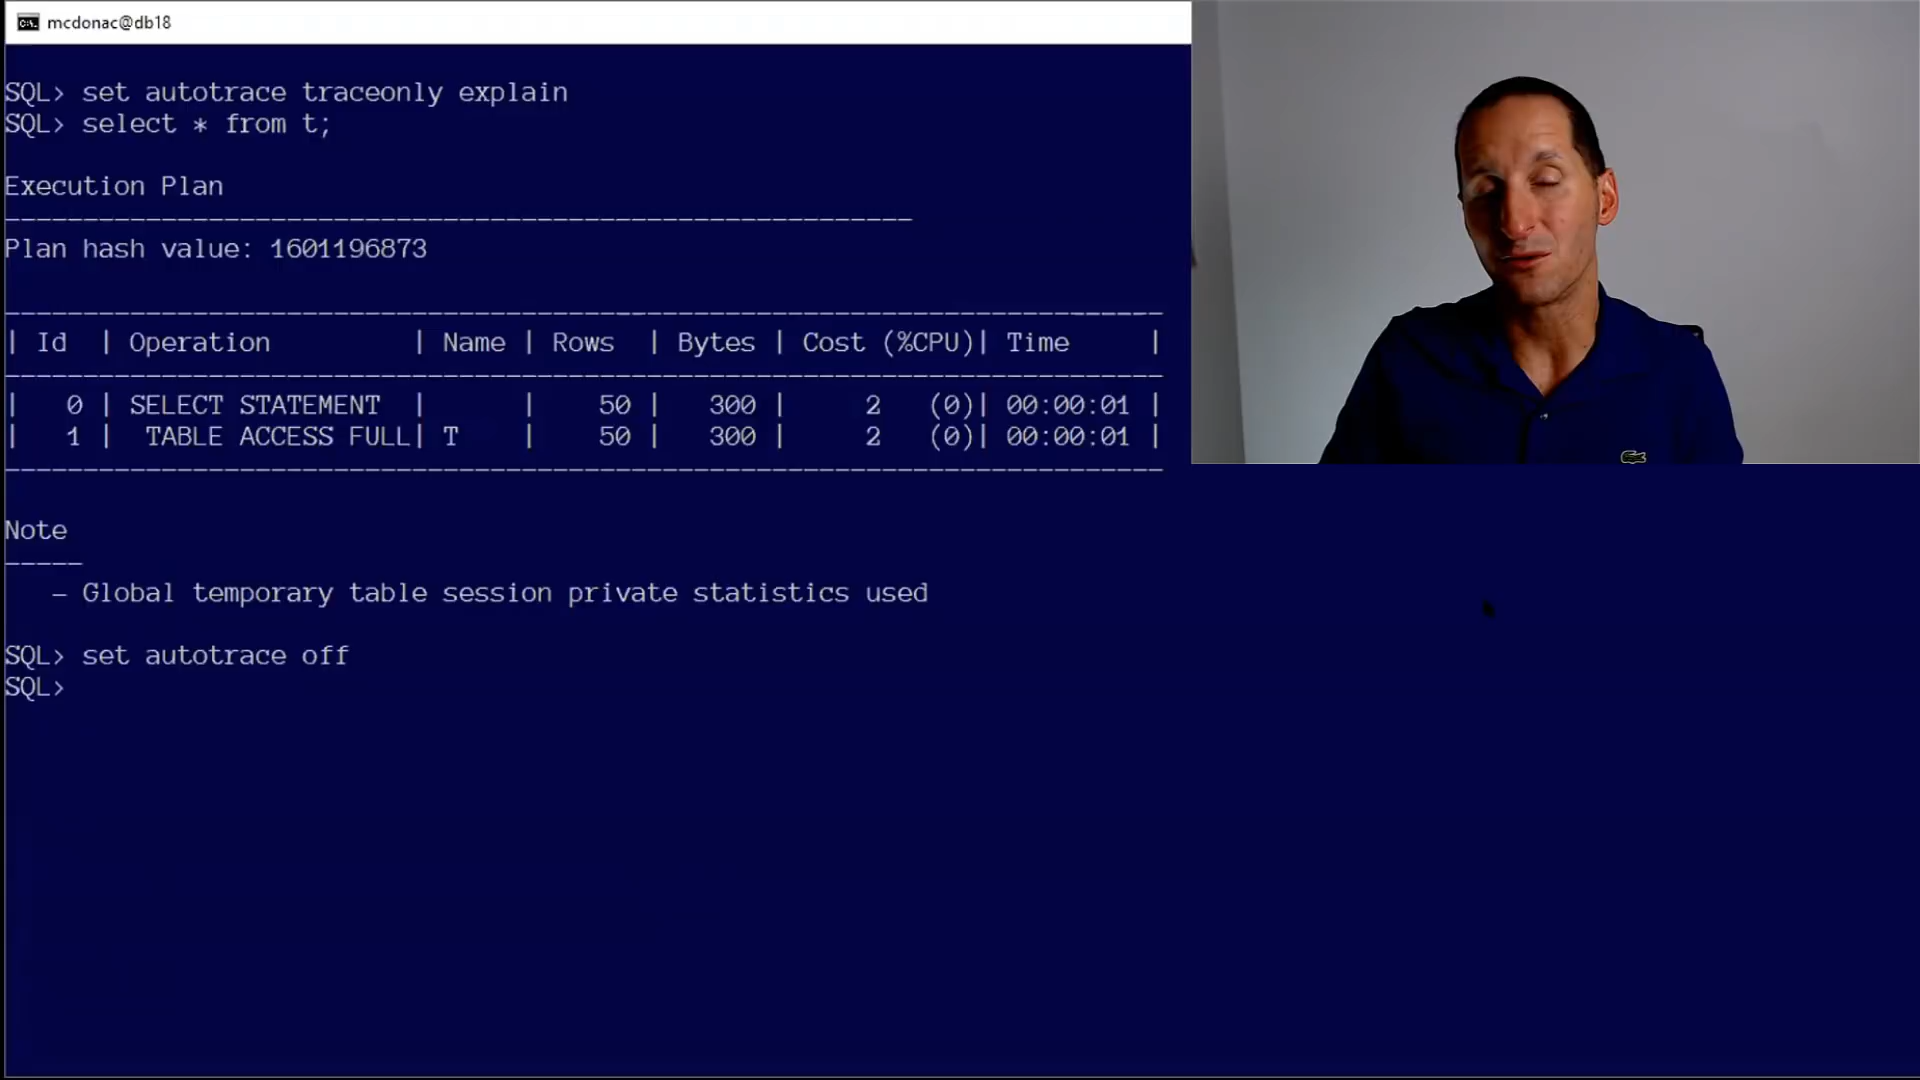 mcdonac@db18
SQL> set autotrace traceonly explain
SQL> select * from t;
Execution Plan
----------------------------------------------------------
Plan hash value: 1601196873
--------------------------------------------------------------------------
| Id  | Operation         | Name | Rows  | Bytes | Cost (%CPU)| Time     |
--------------------------------------------------------------------------
|   0 | SELECT STATEMENT  |      |    50 |   300 |     2   (0)| 00:00:01 |
|   1 |  TABLE ACCESS FULL| T    |    50 |   300 |     2   (0)| 00:00:01 |
--------------------------------------------------------------------------
Note
-----
   - Global temporary table session private statistics used
SQL> set autotrace off
SQL>